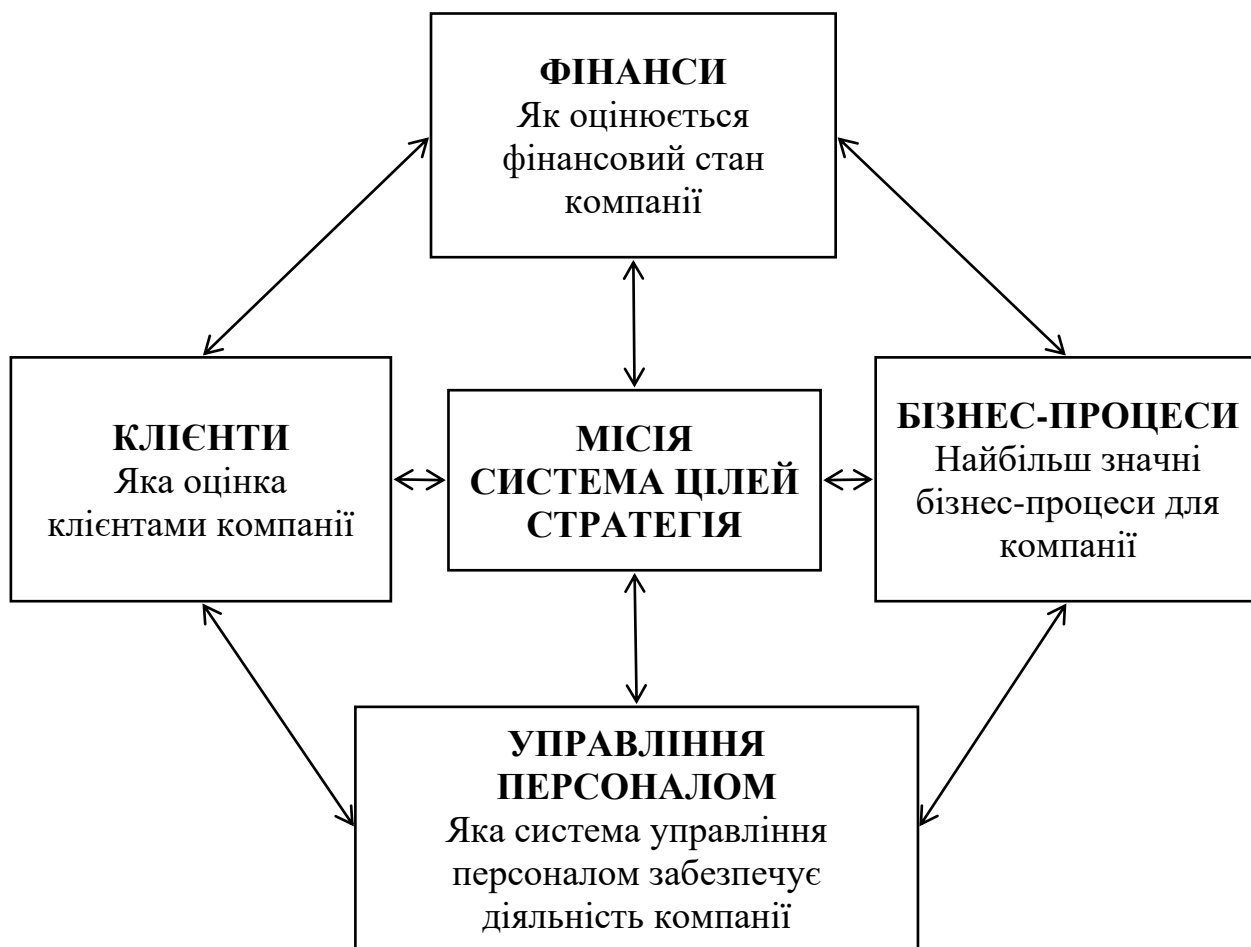 ФІНАНСИ
Як оцінюється
фінансовий стан
компанії
КЛІЄНТИ
Яка оцінка
клієнтами компанії
МІСІЯ
СИСТЕМА ЦІЛЕЙ
СТРАТЕГІЯ
БІЗНЕС-ПРОЦЕСИ
Найбільш значні
бізнес-процеси для
компанії
УПРАВЛІННЯ
ПЕРСОНАЛОМ
Яка система управління
персоналом забезпечує
діяльність компанії